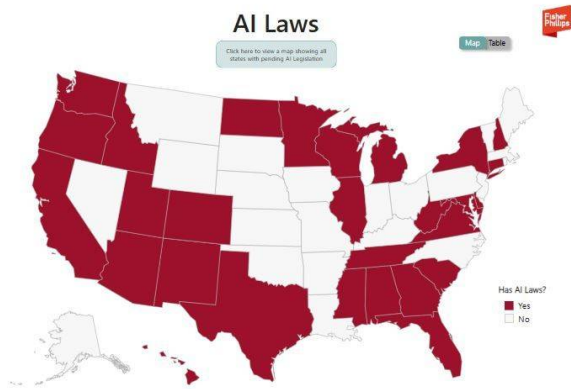 AI Laws
Fisher
Phillips
Click here to view a map showing all
states with pending AI Legislation
Map Table
Has AI Laws?
Yes
No